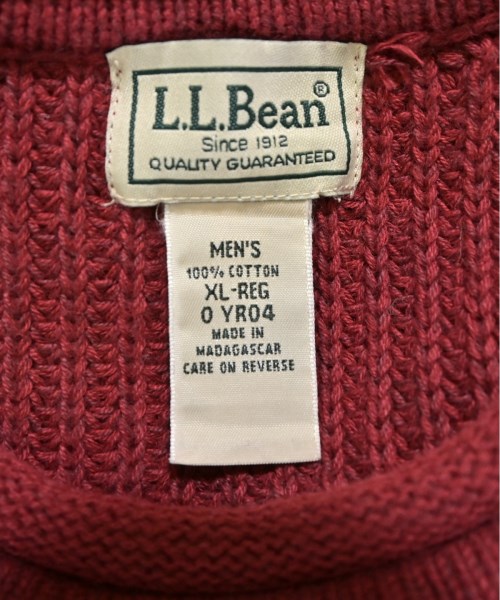 L.L.Bean®
Since 1912
QUALITY GUARANTEED
MEN'S
100% COTTON
XL-REG
0 YR04
MADE IN
MADAGASCAR
CARE ON REVERSE